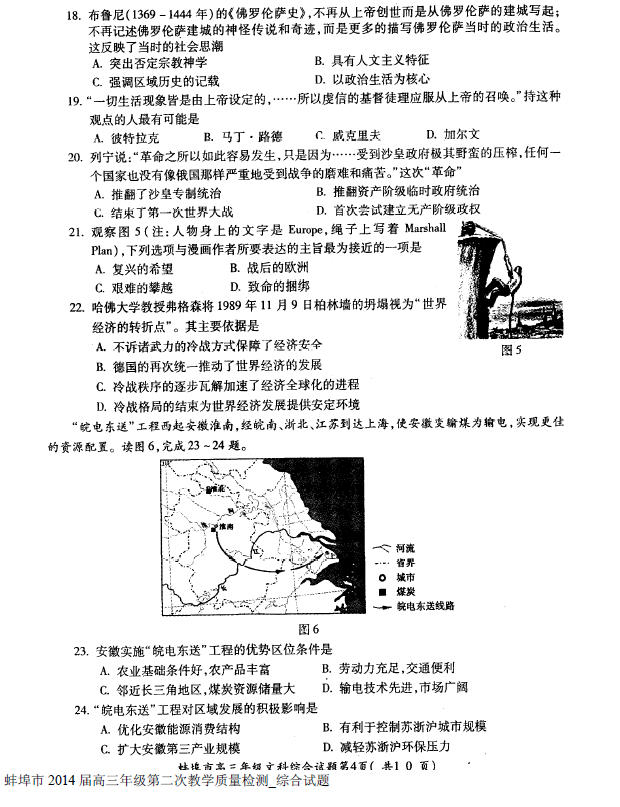 18. 布鲁尼(1369-1444年)的《佛罗伦萨史》,不再从上帝创世而是从佛罗伦萨的建城写起;
不再记述佛罗伦萨建城的神怪传说和奇迹,而是更多的描写佛罗伦萨当时的政治生活。
这反映了当时的社会思潮
A. 突出否定宗教神学 B. 具有人文主义特征
C. 强调区域历史的记载 D. 以政治生活为核心
19. “一切生活现象皆是由上帝设定的,……所以虔信的基督徒理应服从上帝的召唤。”持这种
观点的人最有可能是
A. 彼特拉克 B. 马丁·路德 C. 威克里夫 D. 加尔文
20. 列宁说:“革命之所以如此容易发生,只是因为……受到沙皇政府极其野蛮的压榨,任何一
个国家也没有像俄国那样严重地受到战争的磨难和痛苦。”这次“革命”
A. 推翻了沙皇专制统治 B. 推翻资产阶级临时政府统治
C. 结束了第一次世界大战 D. 首次尝试建立无产阶级政权
21. 观察图5(注:人物身上的文字是Europe,绳子上写着Marshall
Plan),下列选项与漫画作者所要表达的主旨最为接近的一项是
A. 复兴的希望 B. 战后的欧洲
C. 艰难的攀越 D. 致命的捆绑
图5
22. 哈佛大学教授弗格森将1989年11月9日柏林墙的坍塌视为“世界
经济的转折点”。其主要依据是
A. 不诉诸武力的冷战方式保障了经济安全
B. 德国的再次统一推动了世界经济的发展
C. 冷战秩序的逐步瓦解加速了经济全球化的进程
D. 冷战格局的结束为世界经济发展提供安定环境
“皖电东送”工程西起安徽淮南,经皖南、浙北、江苏到达上海,使安徽变输煤为输电,实现更佳
的资源配置。读图6,完成23~24题。
淮北
淮南
河流
省界
城市
煤炭
皖电东送线路
图6
23. 安徽实施“皖电东送”工程的优势区位条件是
A. 农业基础条件好,农产品丰富 B. 劳动力充足,交通便利
C. 邻近长三角地区,煤炭资源储量大 D. 输电技术先进,市场广阔
24. “皖电东送”工程对区域发展的积极影响是
A. 优化安徽能源消费结构 B. 有利于控制苏浙沪城市规模
C. 扩大安徽第三产业规模 D. 减轻苏浙沪环保压力
蚌埠市高三年级文科综合试题第4页(共10页)
蚌埠市2014届高三年级第二次教学质量检测_综合试题